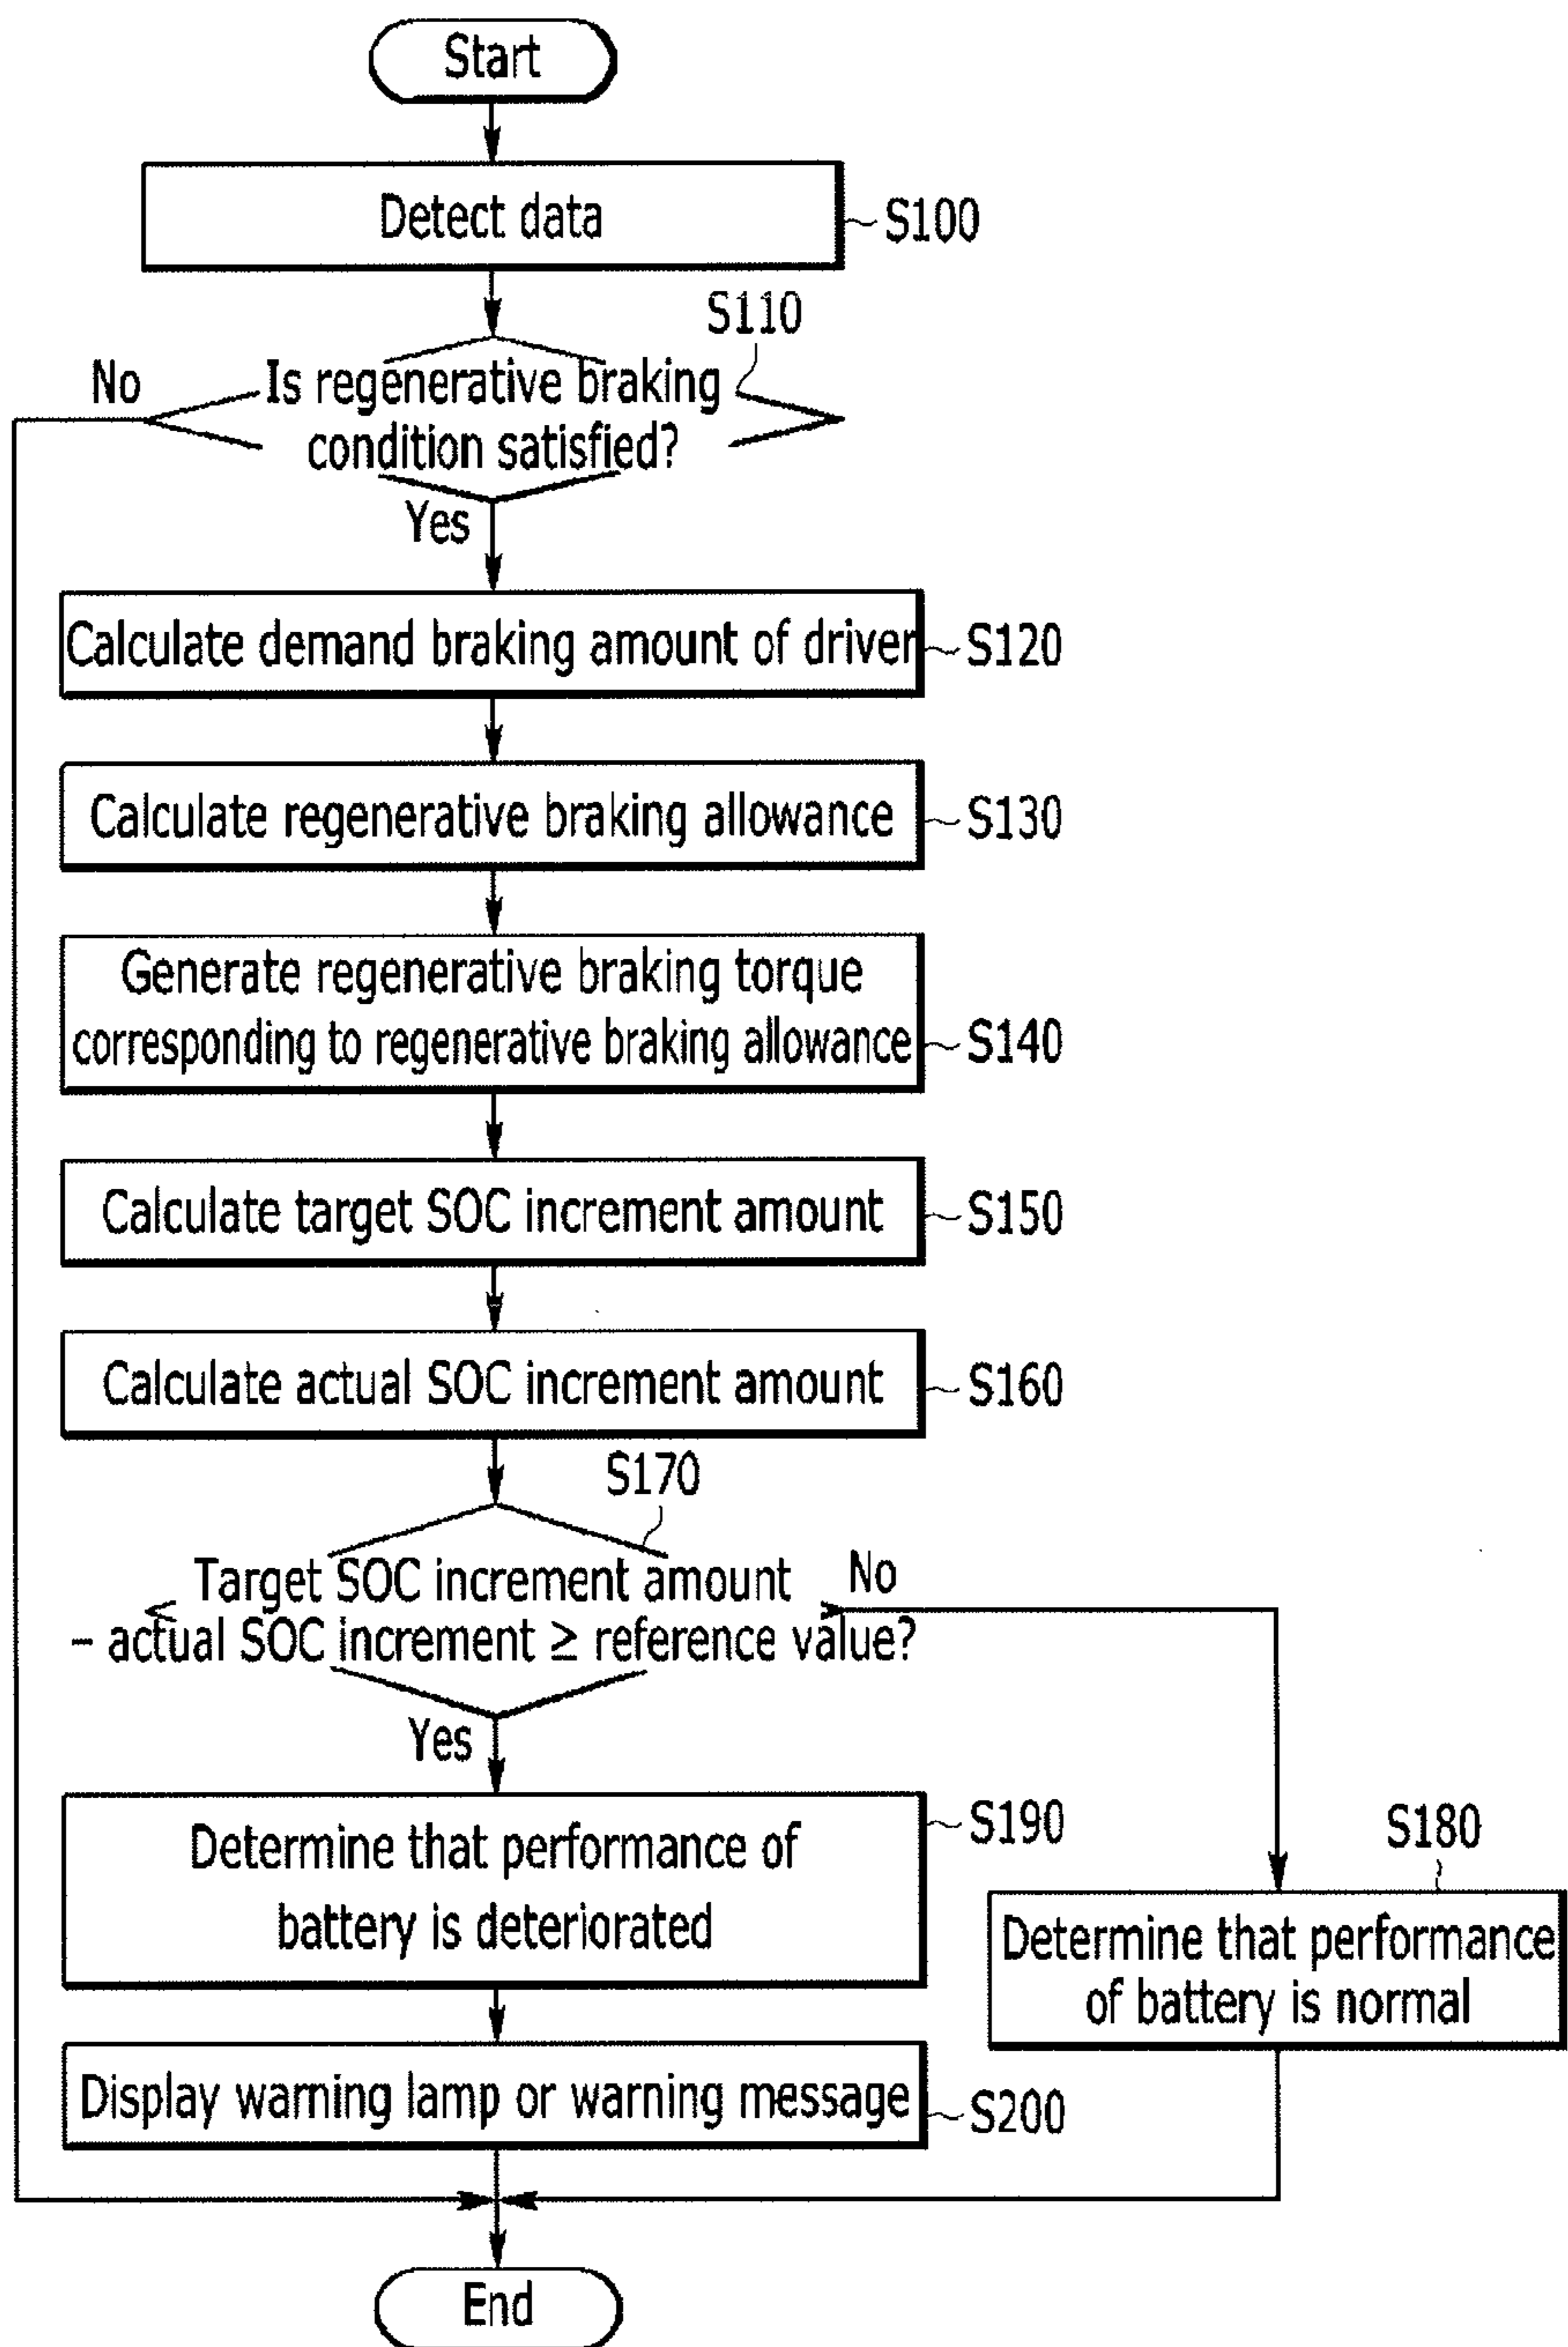 Start
Detect data
S100
S110
No
Is regenerative braking
condition satisfied?
Yes
Calculate demand braking amount of driver
S120
Calculate regenerative braking allowance
S130
Generate regenerative braking torque
corresponding to regenerative braking allowance
S140
Calculate target SOC increment amount
S150
Calculate actual SOC increment amount
S160
S170
Target SOC increment amount
– actual SOC increment ≥ reference value?
No
Yes
Determine that performance of
battery is deteriorated
S190
S180
Determine that performance
of battery is normal
Display warning lamp or warning message
S200
End